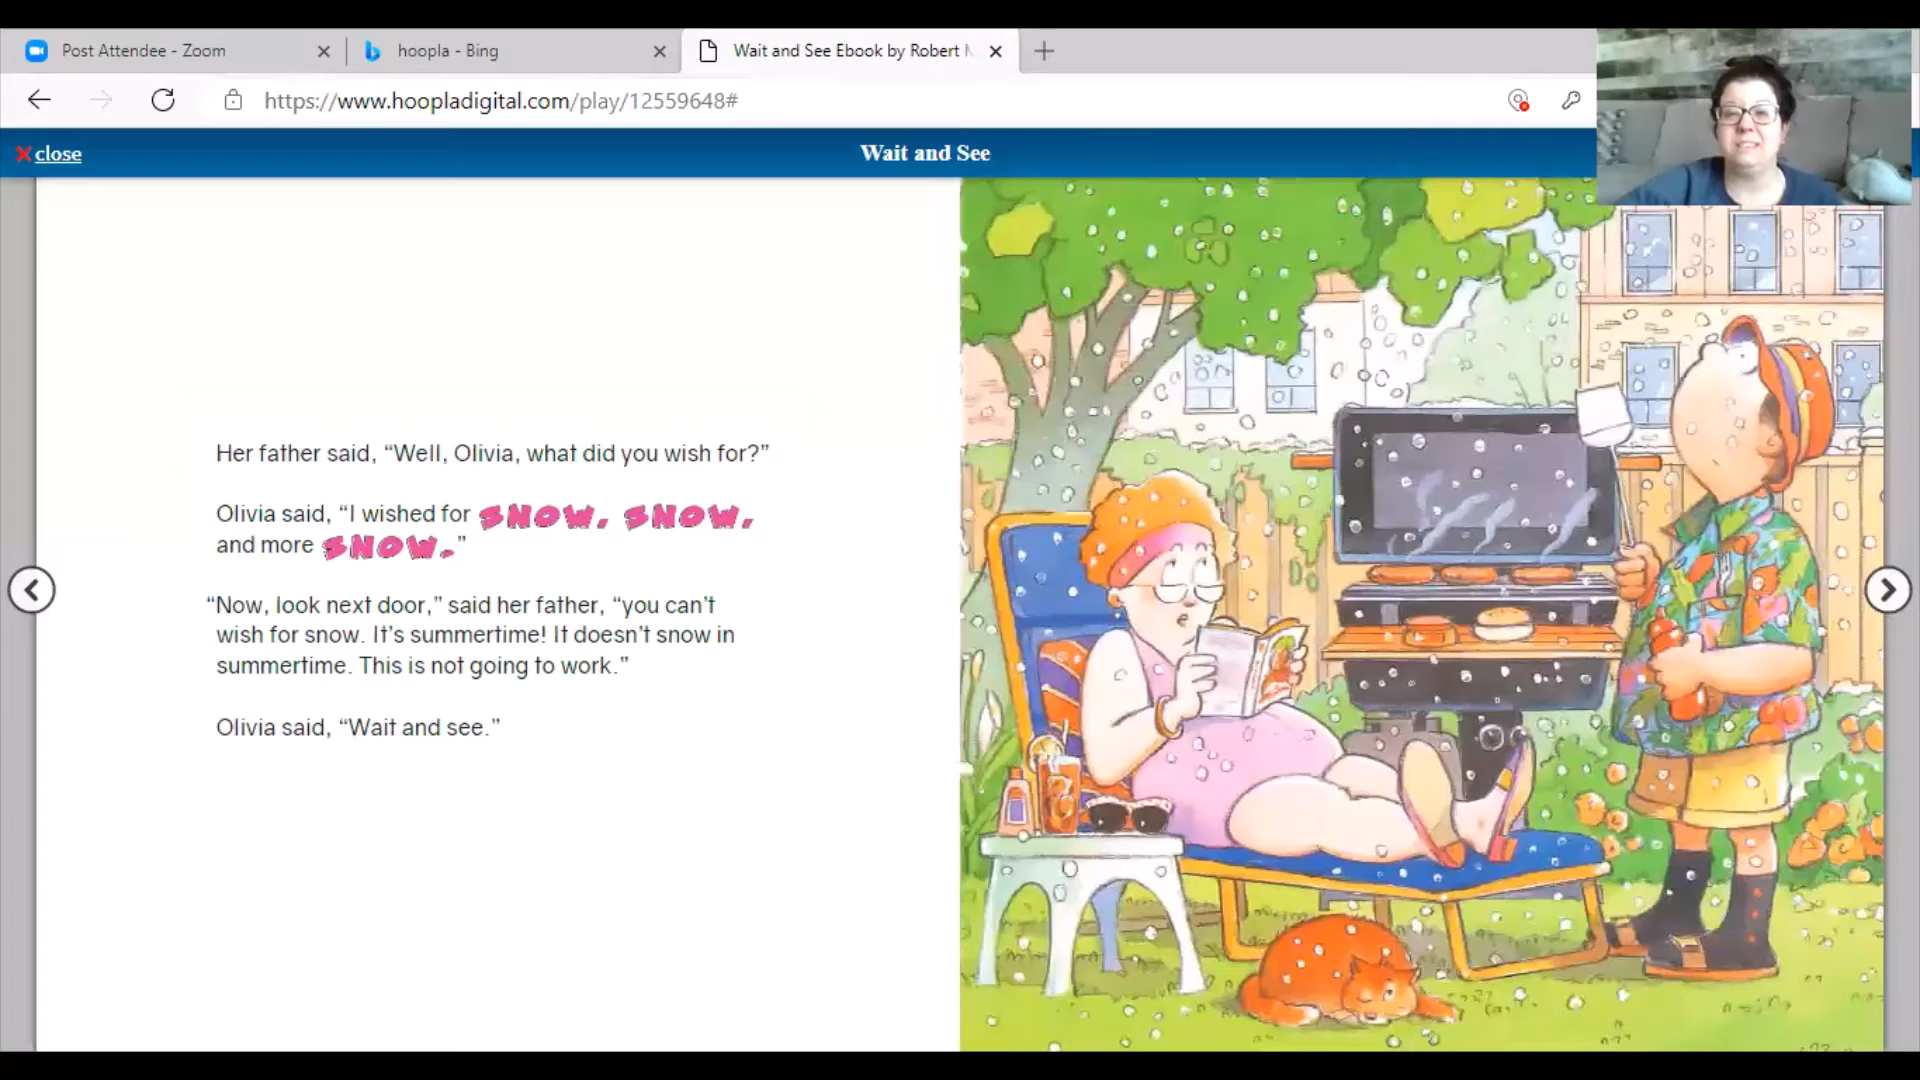 Post Attendee - Zoom
hoopla - Bing
Wait and See Ebook by Robert
https://www.hoopladigital.com/play/12559648#
close
Wait and See
Her father said, “Well, Olivia, what did you wish for?”
Olivia said, “I wished for SNOW, SNOW,
and more SNOW.”
“Now, look next door,” said her father, “you can’t
wish for snow. It’s summertime! It doesn’t snow in
summertime. This is not going to work.”
Olivia said, “Wait and see.”